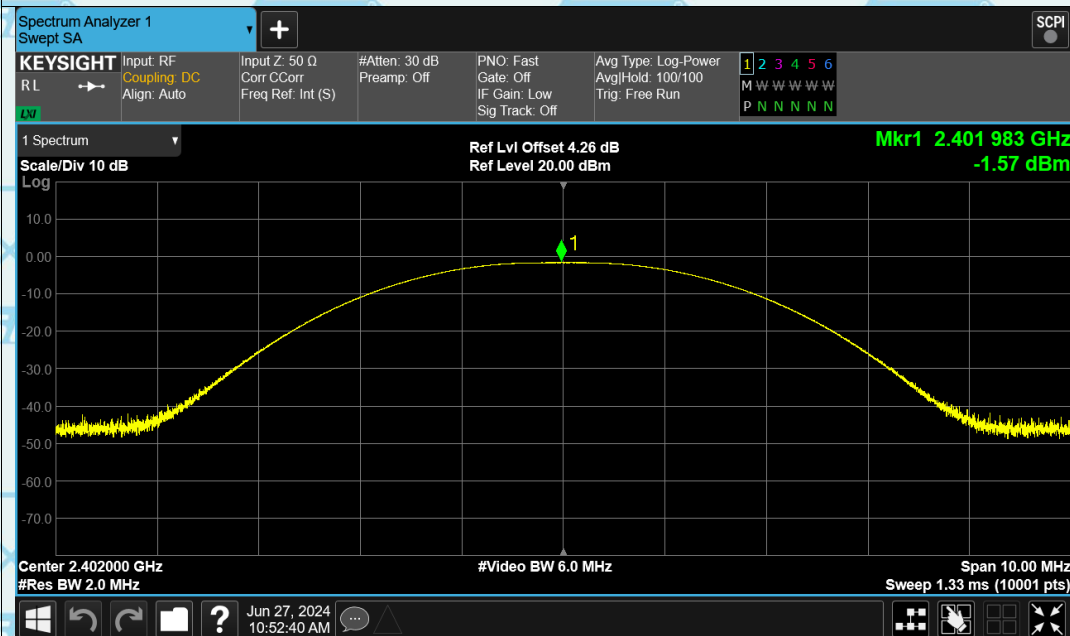 Spectrum Analyzer 1
Swept SA
+
SCPI
KEYSIGHT
RL
LXI
Input: RF
Coupling: DC
Align: Auto
Input Z: 50 Ω
Corr CCorr
Freq Ref: Int (S)
#Atten: 30 dB
Preamp: Off
PNO: Fast
Gate: Off
IF Gain: Low
Sig Track: Off
Avg Type: Log-Power
Avg|Hold: 100/100
Trig: Free Run
1 2 3 4 5 6
M W W W W W
P N N N N N
1 Spectrum
Scale/Div 10 dB
Log
Ref Lvl Offset 4.26 dB
Ref Level 20.00 dBm
Mkr1 2.401 983 GHz
-1.57 dBm
1
10.0
0.00
-10.0
-20.0
-30.0
-40.0
-50.0
-60.0
-70.0
Center 2.402000 GHz
#Res BW 2.0 MHz
#Video BW 6.0 MHz
Span 10.00 MHz
Sweep 1.33 ms (10001 pts)
?
Jun 27, 2024
10:52:40 AM